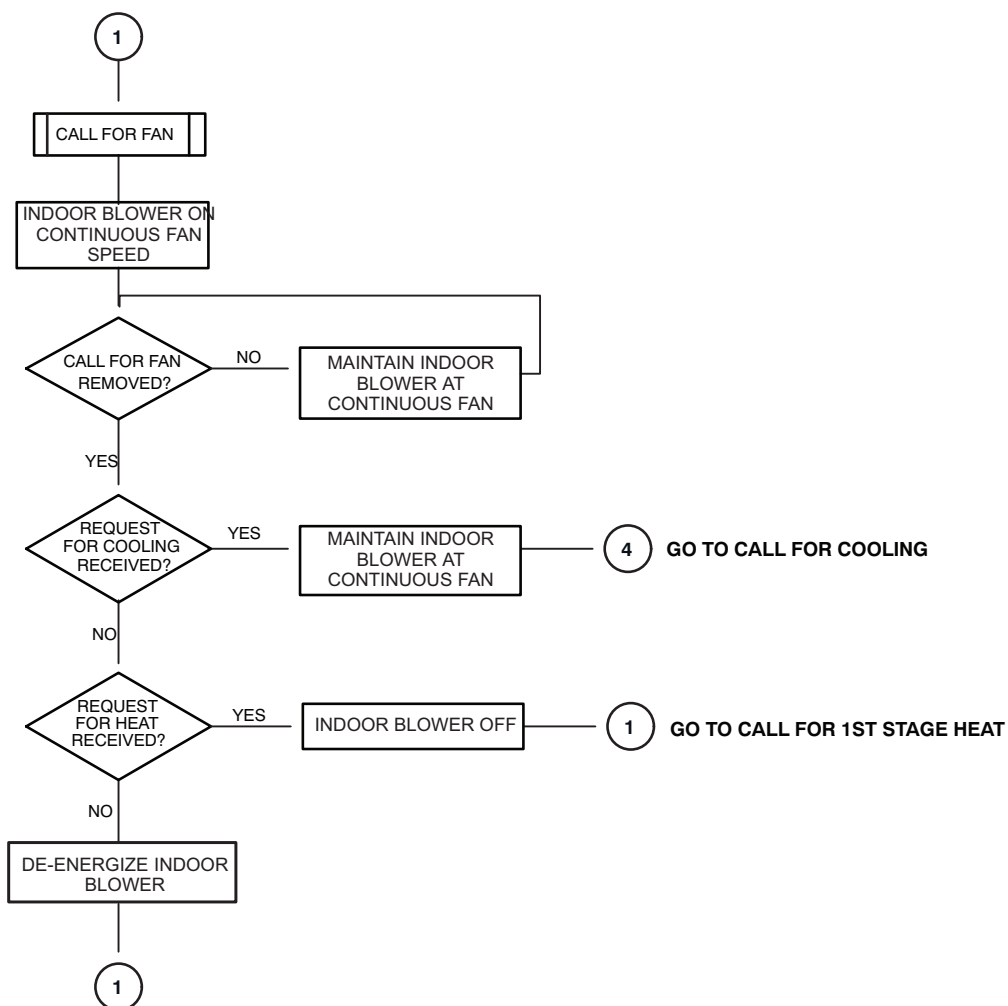 1
CALL FOR FAN
INDOOR BLOWER ON
CONTINUOUS FAN
SPEED
CALL FOR FAN
REMOVED?
NO
MAINTAIN INDOOR
BLOWER AT
CONTINUOUS FAN
YES
REQUEST
FOR COOLING
RECEIVED?
YES
MAINTAIN INDOOR
BLOWER AT
CONTINUOUS FAN
4
GO TO CALL FOR COOLING
NO
REQUEST
FOR HEAT
RECEIVED?
YES
INDOOR BLOWER OFF
1
GO TO CALL FOR 1ST STAGE HEAT
NO
DE-ENERGIZE INDOOR
BLOWER
1